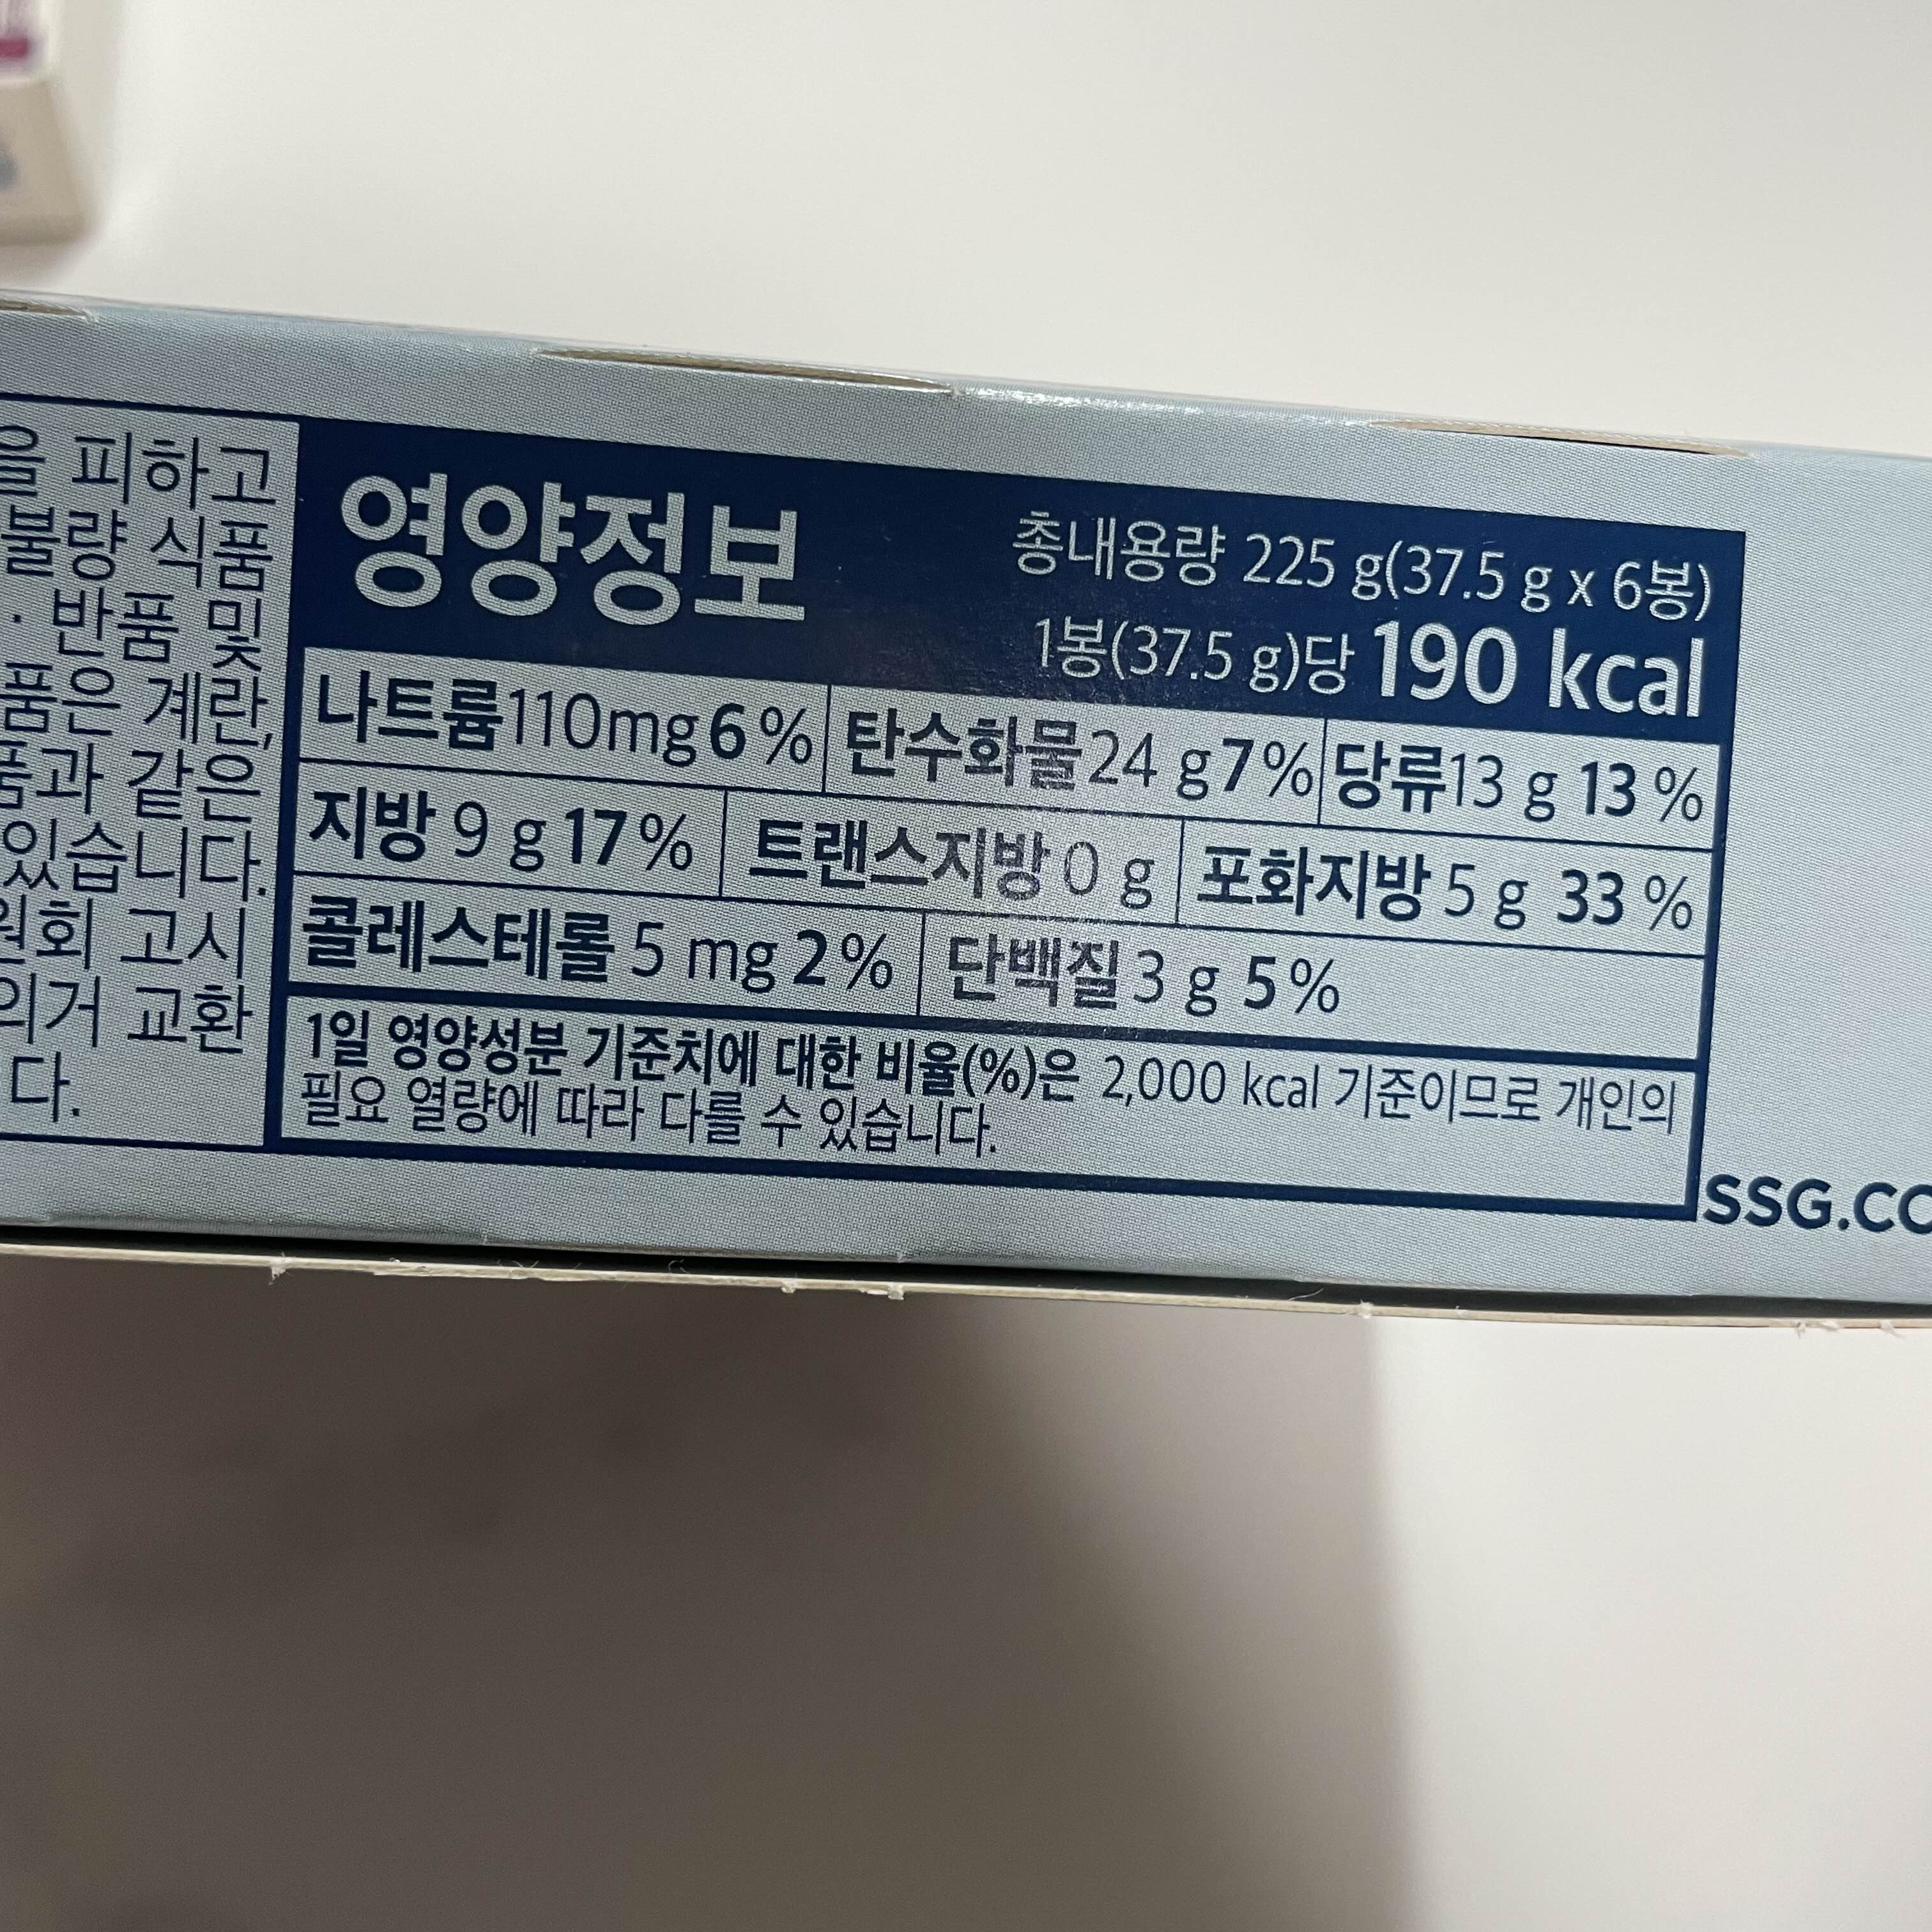 을 피하고
불량 식품
· 반품 및
품은 계란,
품과 같은
있습니다.
원회 고시
의거 교환
다.
영양정보
총내용량 225 g(37.5 g x 6봉)
1봉(37.5 g)당 190 kcal
나트륨 110mg 6% 탄수화물 24 g 7% 당류 13 g 13 %
지방 9 g 17% 트랜스지방 0 g 포화지방 5 g 33 %
콜레스테롤 5 mg 2% 단백질 3 g 5%
1일 영양성분 기준치에 대한 비율(%)은 2,000 kcal 기준이므로 개인의
필요 열량에 따라 다를 수 있습니다.
SSG.CO